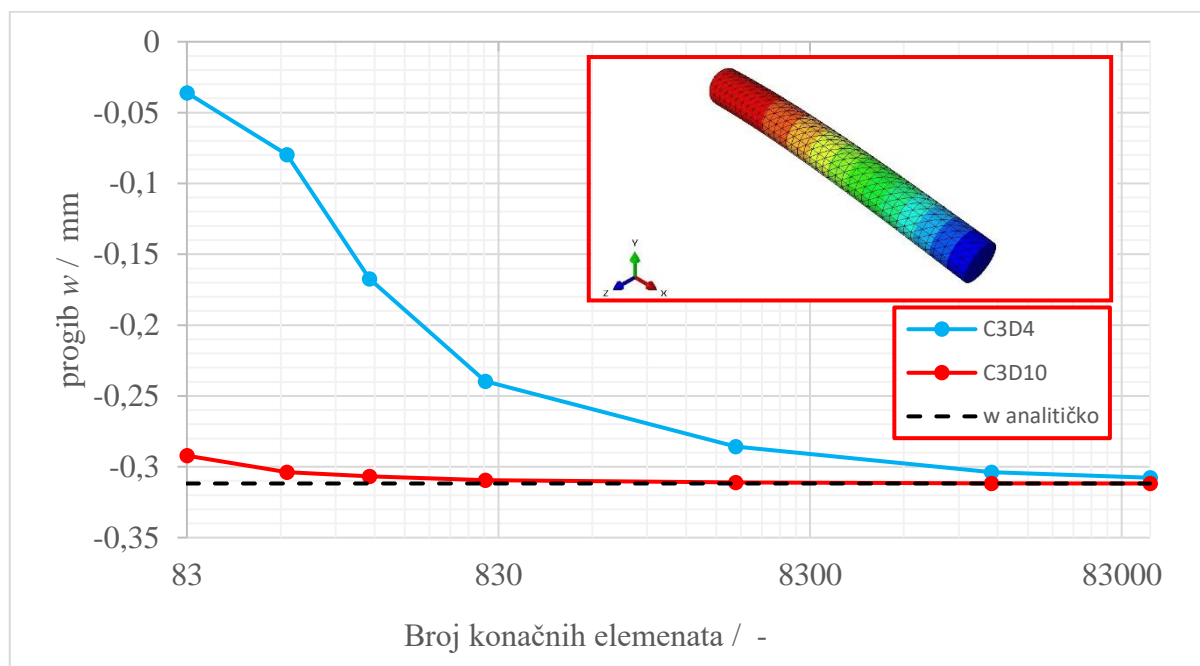 0
-0,05
-0,1
-0,15
-0,2
-0,25
-0,3
-0,35
progib w / mm
Y
Z
X
C3D4
C3D10
w analitičko
83
830
8300
83000
Broj konačnih elemenata / -